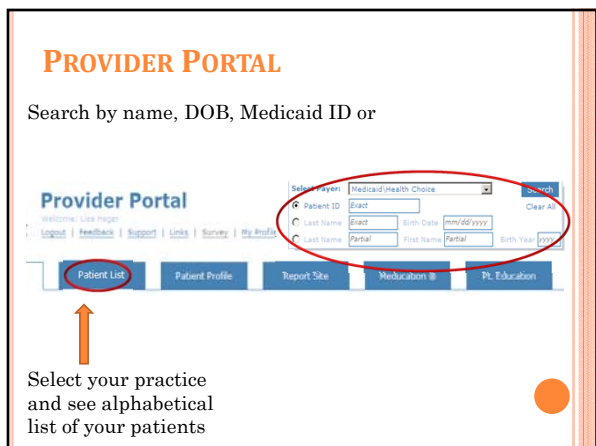 PROVIDER PORTAL
Search by name, DOB, Medicaid ID or
Select Payer: Medicaid\Health Choice Search
Patient ID Exact Clear All
Last Name Exact Birth Date mm/dd/yyyy
Last Name Partial First Name Partial Birth Year yyyy
Provider Portal
Welcome: Lisa Hager
Logout | Feedback | Support | Links | Survey | My Profile
Patient List Patient Profile Report Site Meducation ® Pt. Education
Select your practice
and see alphabetical
list of your patients